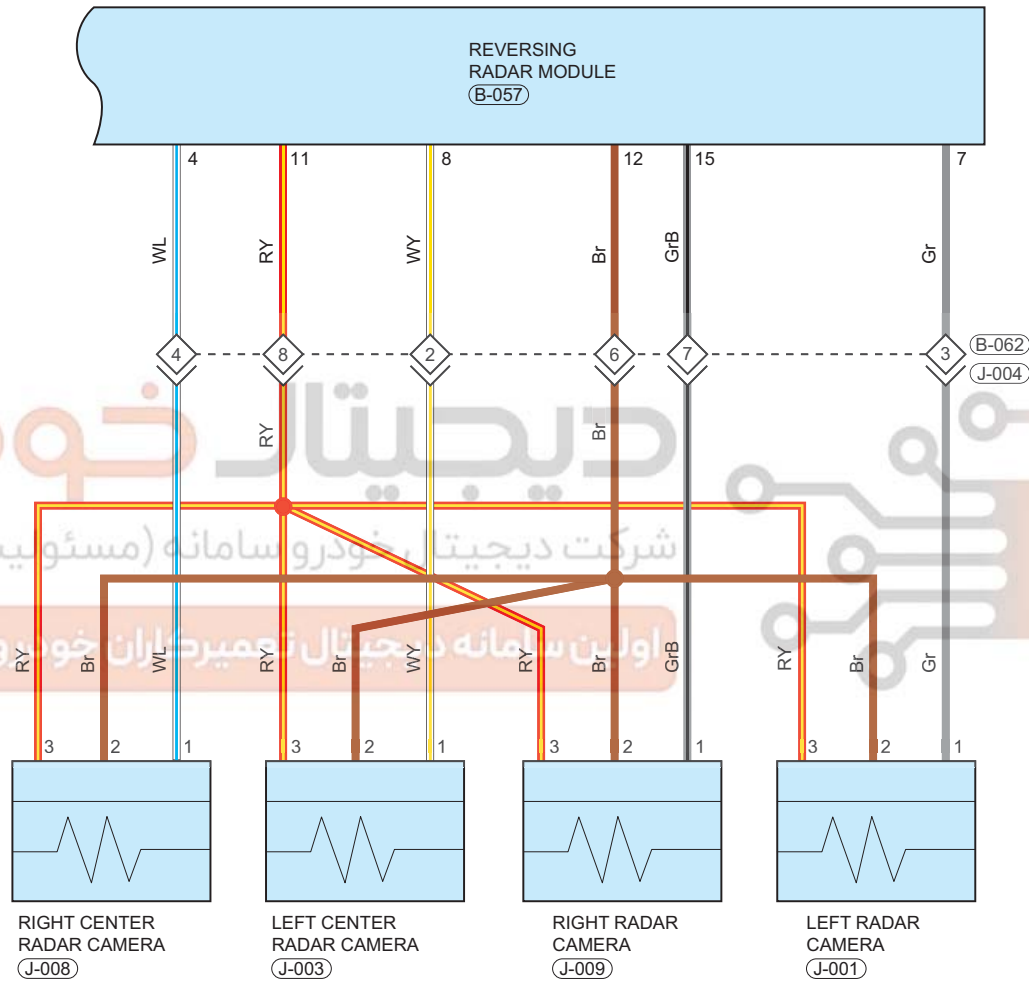 REVERSING
RADAR MODULE
B-057
4 11 8 12 15 7
WL RY WY Br GrB Gr
4 8 2 6 7 3 B-062
J-004
RY Br
دیجیتال خودرو
شرکت دیجیتال خودرو سامانه (مسئولیت
اولین سامانه دیجیتال تعمیرکاران خودرو
RY Br WL RY Br WY RY Br GrB RY Br Gr
3 2 1 3 2 1 3 2 1 3 2 1
RIGHT CENTER
RADAR CAMERA
J-008
LEFT CENTER
RADAR CAMERA
J-003
RIGHT RADAR
CAMERA
J-009
LEFT RADAR
CAMERA
J-001